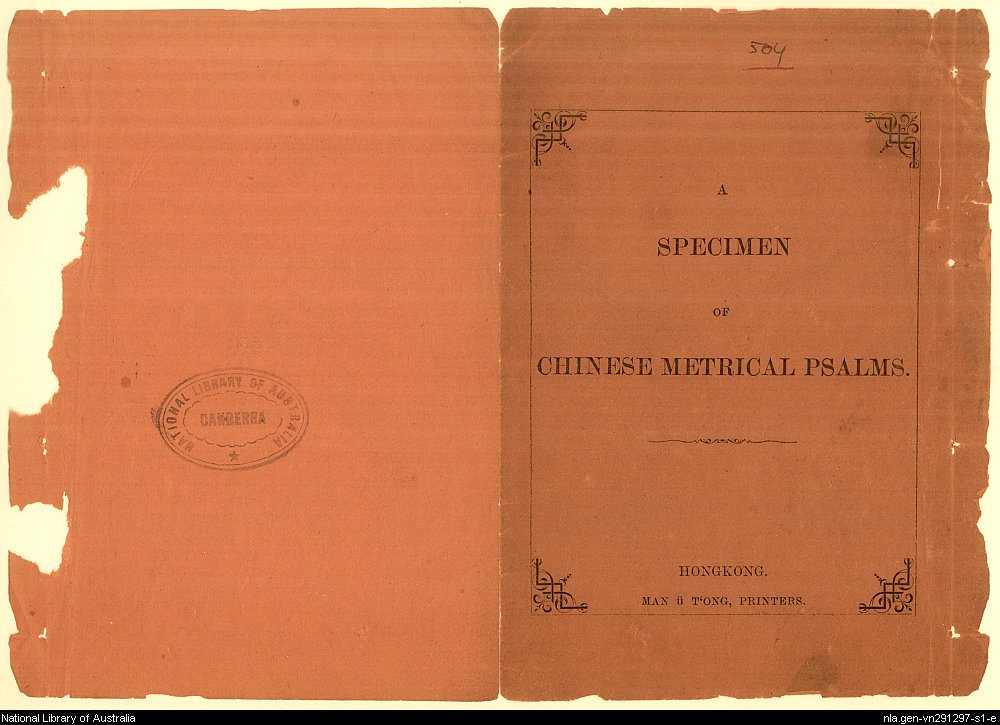 504
A
SPECIMEN
OF
CHINESE METRICAL PSALMS.
HONGKONG.
MAN Ü T‘ONG, PRINTERS.
NATIONAL LIBRARY OF AUSTRALIA
CANBERRA
National Library of Australia
nla.gen-vn291297-s1-e